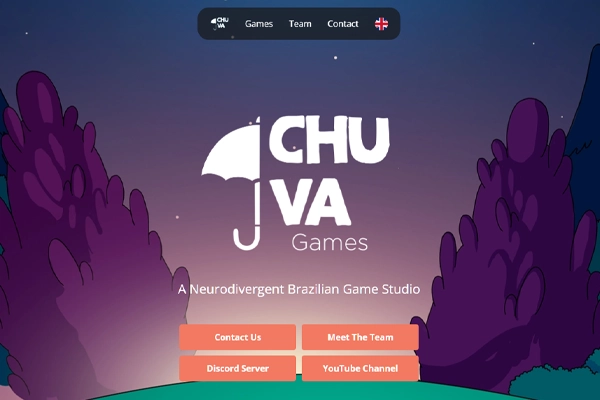 CHU
VA
Games Team Contact
CHU
VA
Games
A Neurodivergent Brazilian Game Studio
Contact Us Meet The Team
Discord Server YouTube Channel